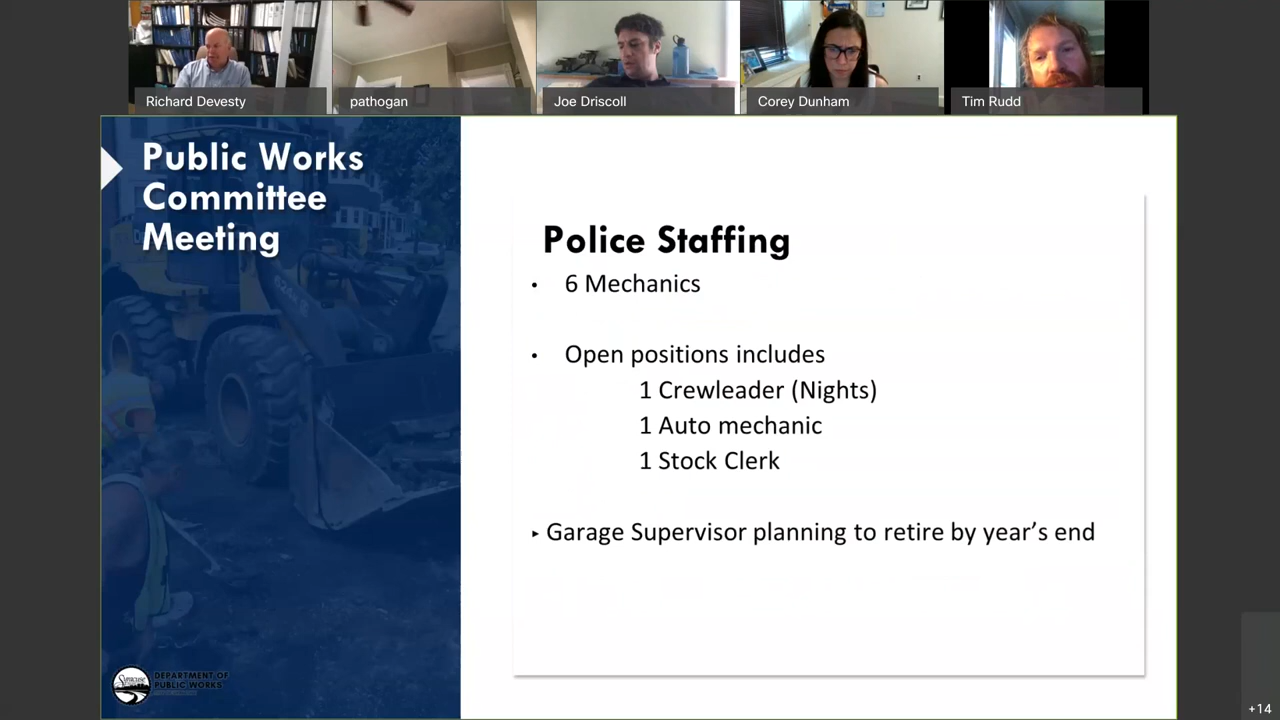 Richard Devesty
pathogan
Joe Driscoll
Corey Dunham
Tim Rudd
Public Works
Committee
Meeting
Police Staffing
• 6 Mechanics
• Open positions includes
1 Crewleader (Nights)
1 Auto mechanic
1 Stock Clerk
▸ Garage Supervisor planning to retire by year’s end
Syracuse
DEPARTMENT OF
PUBLIC WORKS
+14